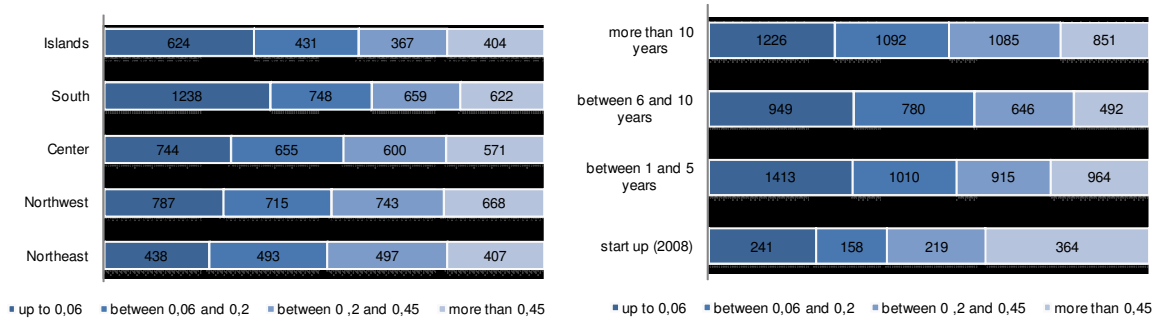 Islands 624 431 367 404
South 1238 748 659 622
Center 744 655 600 571
Northwest 787 715 743 668
Northeast 438 493 497 407
up to 0,06 between 0,06 and 0,2 between 0 ,2 and 0,45 more than 0,45
more than 10
years
1226 1092 1085 851
between 6 and 10
years
949 780 646 492
between 1 and 5
years
1413 1010 915 964
start up (2008) 241 158 219 364
up to 0,06 between 0,06 and 0,2 between 0 ,2 and 0,45 more than 0,45